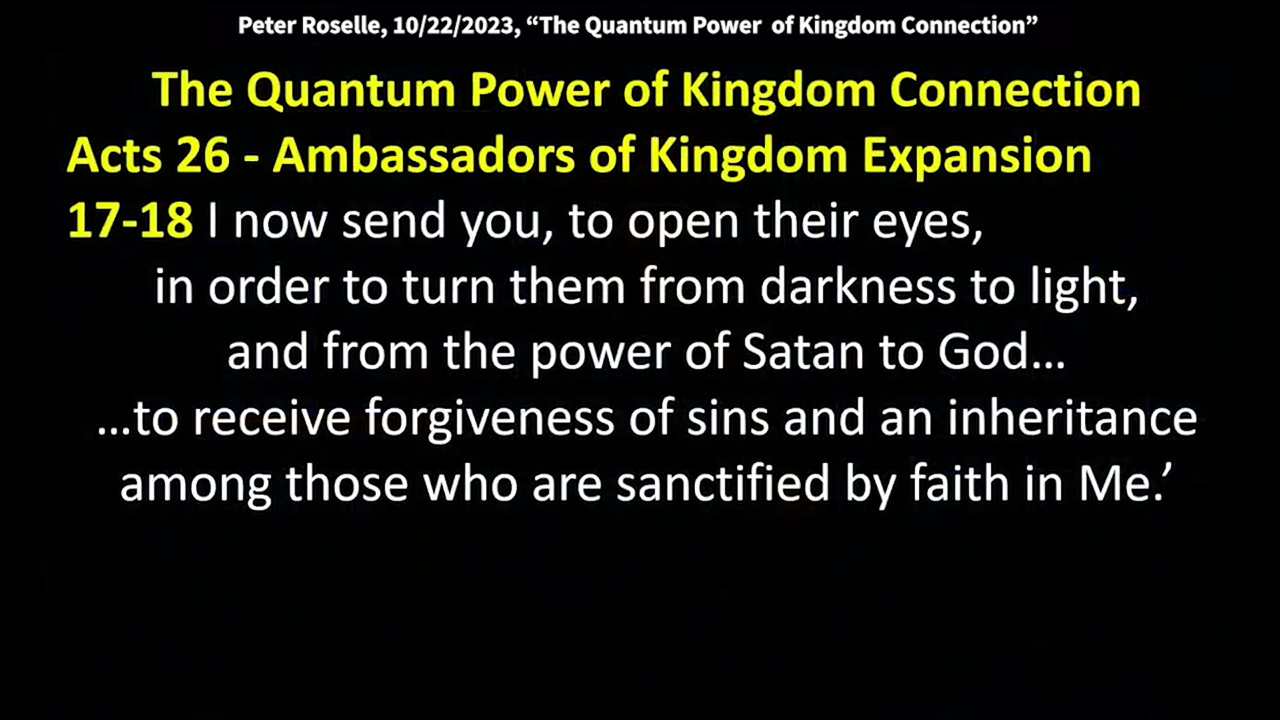 Peter Roselle, 10/22/2023, “The Quantum Power of Kingdom Connection”
The Quantum Power of Kingdom Connection
Acts 26 - Ambassadors of Kingdom Expansion
17-18 I now send you, to open their eyes,
in order to turn them from darkness to light,
and from the power of Satan to God…
…to receive forgiveness of sins and an inheritance
among those who are sanctified by faith in Me.’